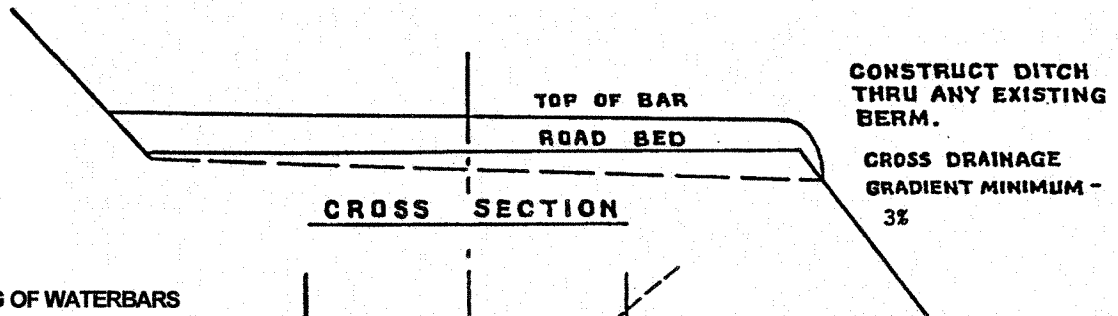 TOP OF BAR
ROAD BED
CONSTRUCT DITCH
THRU ANY EXISTING
BERM.
CROSS DRAINAGE
GRADIENT MINIMUM -
3%
CROSS SECTION
OF WATERBARS